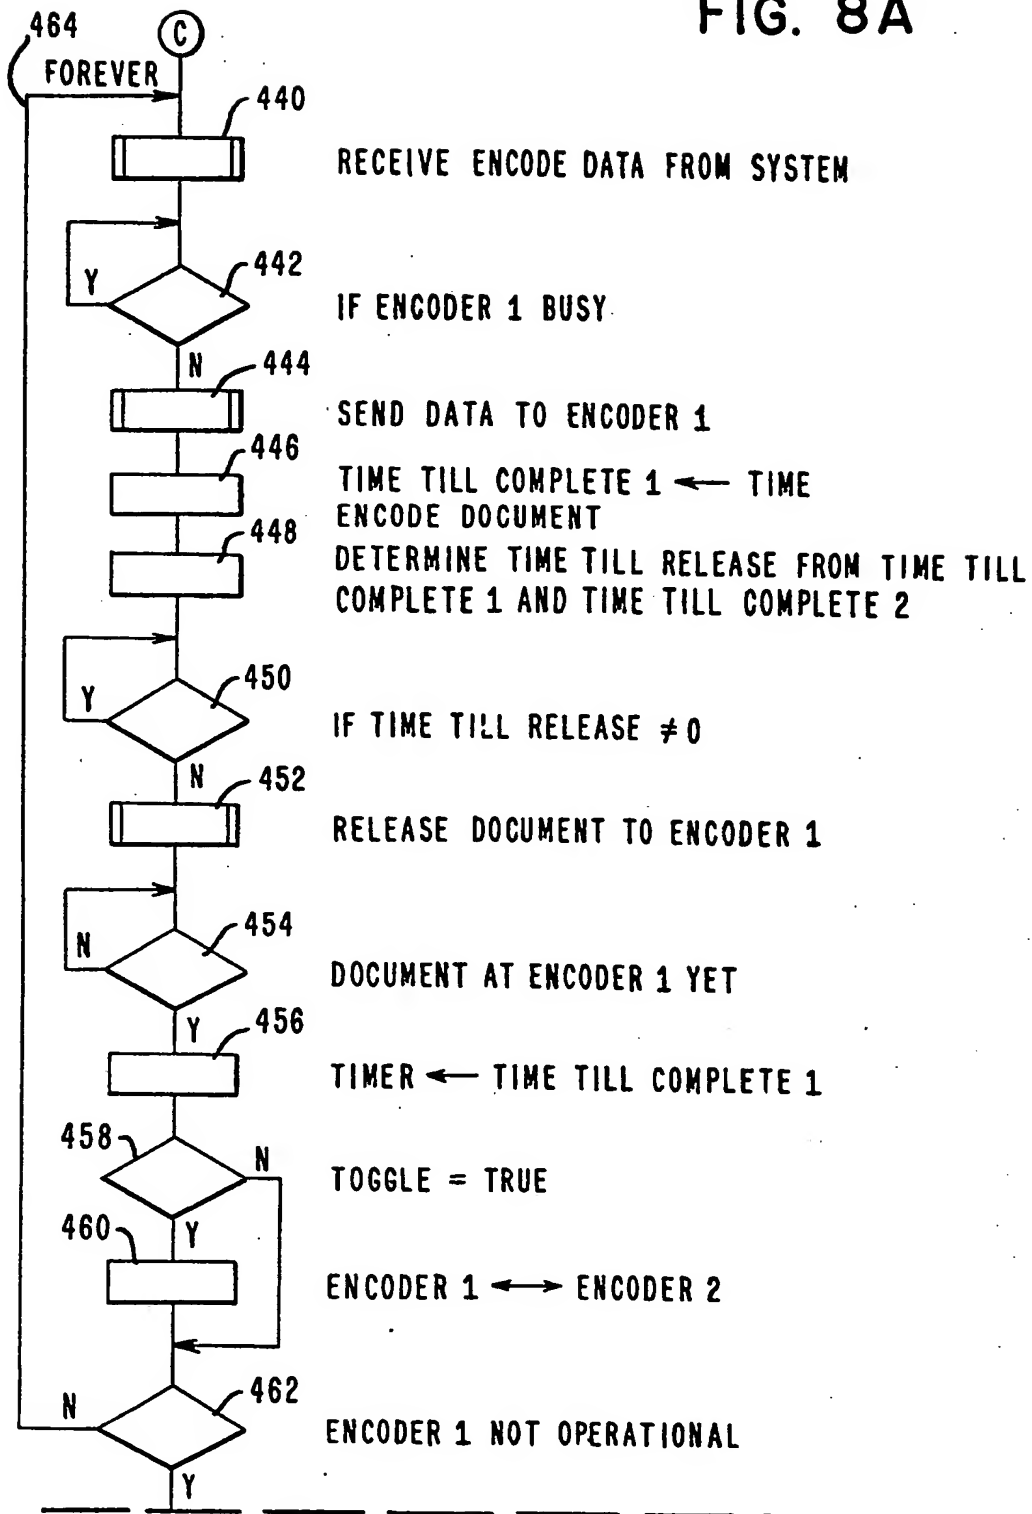 FIG. 8A
464
C
FOREVER
440
RECEIVE ENCODE DATA FROM SYSTEM
442
Y
IF ENCODER 1 BUSY
N
444
SEND DATA TO ENCODER 1
446
TIME TILL COMPLETE 1 ← TIME
ENCODE DOCUMENT
448
DETERMINE TIME TILL RELEASE FROM TIME TILL
COMPLETE 1 AND TIME TILL COMPLETE 2
450
Y
IF TIME TILL RELEASE ≠ 0
N
452
RELEASE DOCUMENT TO ENCODER 1
454
N
DOCUMENT AT ENCODER 1 YET
Y
456
TIMER ← TIME TILL COMPLETE 1
458
N
TOGGLE = TRUE
Y
460
ENCODER 1 ↔ ENCODER 2
462
N
ENCODER 1 NOT OPERATIONAL
Y